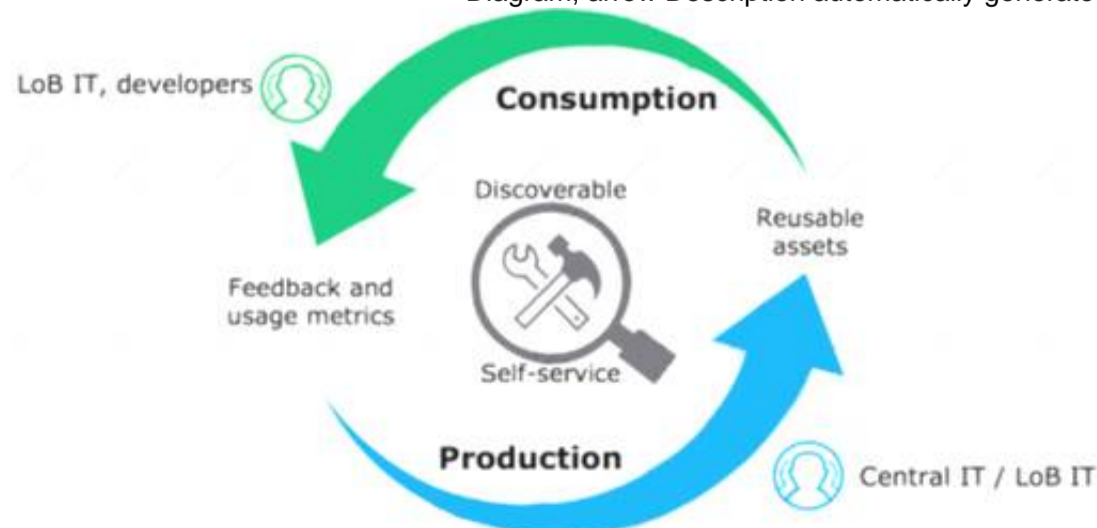 Diagram, arrow Description automatically generate
LoB IT, developers
Consumption
Discoverable
Reusable
assets
Feedback and
usage metrics
Self-service
Production
Central IT / LoB IT